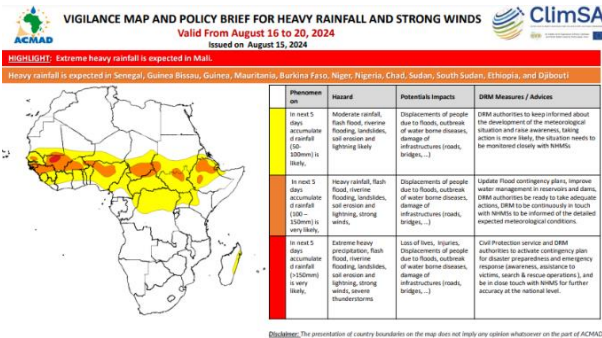 ACMAD
VIGILANCE MAP AND POLICY BRIEF FOR HEAVY RAINFALL AND STRONG WINDS
Valid From August 16 to 20, 2024
Issued on August 15, 2024
ClimSA
HIGHLIGHT: Extreme heavy rainfall is expected in Mali.
Heavy rainfall is expected in Senegal, Guinea Bissau, Guinea, Mauritania, Burkina Faso, Niger, Nigeria, Chad, Sudan, South Sudan, Ethiopia, and Djibouti
Phenomen
on
Hazard
Potentials Impacts
DRM Measures / Advices
In next 5
days
accumulate
d rainfall
(50-
100mm) is
likely,
Moderate rainfall,
flash flood, riverine
flooding, landslides,
soil erosion and
lightning likely
Displacements of people
due to floods, outbreak
of water borne diseases,
damage of
infrastructures (roads,
bridges, ...)
DRM authorities to keep informed about
the development of the meteorological
situation and raise awareness, taking
action is more likely, the situation needs to
be monitored closely with NHMSs
In next 5
days
accumulate
d rainfall
(100 –
150mm) is
very likely,
Heavy rainfall, flash
flood, riverine
flooding, landslides,
soil erosion and
lightning, strong
winds,
Displacements of people
due to floods, outbreak
of water borne diseases,
damage of
infrastructures (roads,
bridges, ...)
Update Flood contingency plans, improve
water management in reservoirs and dams,
DRM authorities be ready to take adequate
actions, DRM to be continuously in touch
with NHMSs to be informed of the detailed
expected meteorological conditions.
In next 5
days
accumulate
d rainfall
(>150mm)
is very
likely,
Extreme heavy
precipitation, flash
flood, riverine
flooding, landslides,
soil erosion and
lightning, strong
winds, severe
thunderstorms
Loss of lives, Injuries,
Displacements of people
due to floods, outbreak
of water borne diseases,
damage of
infrastructures (roads,
bridges, ...)
Civil Protection service and DRM
authorities to activate contingency plan
for disaster preparedness and emergency
response (awareness, assistance to
victims, search & rescue operations ), and
be in close touch with NHMS for further
accuracy at the national level.
Disclaimer: The presentation of country boundaries on the map does not imply any opinion whatsoever on the part of ACMAD